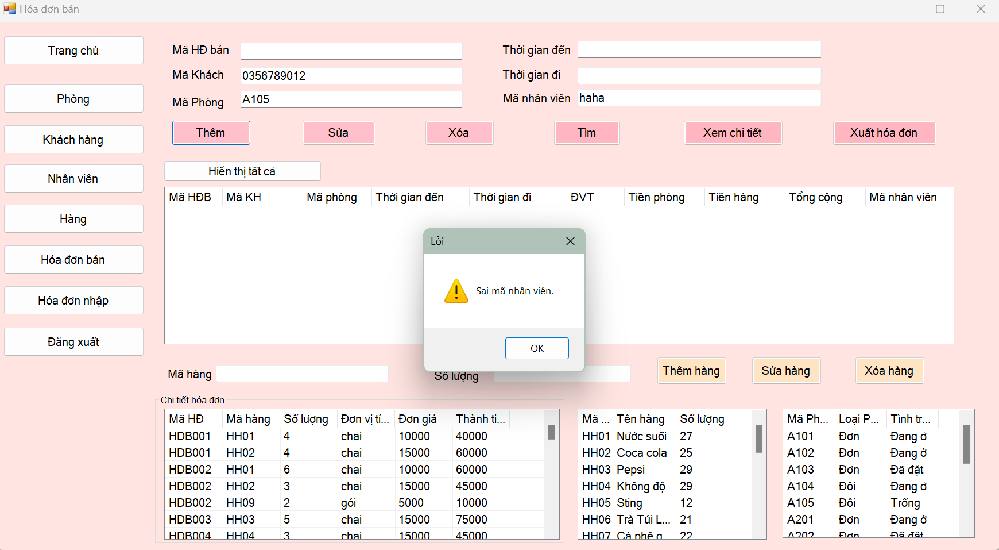 Hóa đơn bán
Trang chủ
Phòng
Khách hàng
Nhân viên
Hàng
Hóa đơn bán
Hóa đơn nhập
Đăng xuất
Mã HĐ bán
Thời gian đến
Mã Khách 0356789012
Thời gian đi
Mã Phòng A105
Mã nhân viên haha
Thêm Sửa Xóa Tìm Xem chi tiết Xuất hóa đơn
Hiển thị tất cả
Mã HĐB Mã KH Mã phòng Thời gian đến Thời gian đi ĐVT Tiền phòng Tiền hàng Tổng cộng Mã nhân viên
Lỗi
Sai mã nhân viên.
OK
Mã hàng Số lượng Thêm hàng Sửa hàng Xóa hàng
Chi tiết hóa đơn
Mã HĐ Mã hàng Số lượng Đơn vị tí... Đơn giá Thành ti...
HDB001 HH01 4 chai 10000 40000
HDB001 HH02 4 chai 15000 60000
HDB002 HH01 6 chai 10000 60000
HDB002 HH02 3 chai 15000 45000
HDB002 HH09 2 gói 5000 10000
HDB003 HH03 5 chai 15000 75000
HDB004 HH04 3 chai 15000 45000
Mã ... Tên hàng Số lượng
HH01 Nước suối 27
HH02 Coca cola 25
HH03 Pepsi 29
HH04 Không độ 29
HH05 Sting 12
HH06 Trà Túi L... 21
HH07 Cà phê g... 22
Mã Ph... Loại P... Tình tr...
A101 Đơn Đang ở
A102 Đơn Đang ở
A103 Đơn Đã đặt
A104 Đôi Đang ở
A105 Đôi Trống
A201 Đơn Đang ở
A202 Đơn Đã đặt